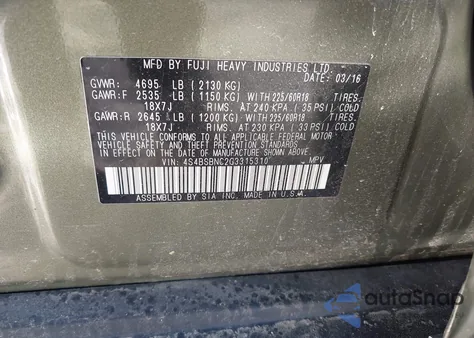 MFD BY FUJI HEAVY INDUSTRIES LTD.
DATE: 03/16
GVWR: 4695 LB (2130 KG)
GAWR:F 2535 LB (1150 KG) WITH 225/60R18 TIRES,
18X7J RIMS, AT 240 KPA (35 PSI) COLD
GAWR:R 2645 LB (1200 KG) WITH 225/60R18 TIRES,
18X7J RIMS, AT 230 KPA (33 PSI) COLD
THIS VEHICLE CONFORMS TO ALL APPLICABLE FEDERAL MOTOR
VEHICLE SAFETY AND THEFT PREVENTION STANDARDS IN
EFFECT ON THE DATE OF MANUFACTURE SHOWN ABOVE.
VIN: 4S4BSBNC2G3315310 MPV
ASSEMBLED BY SIA INC. MADE IN U.S.A.
autoSnap